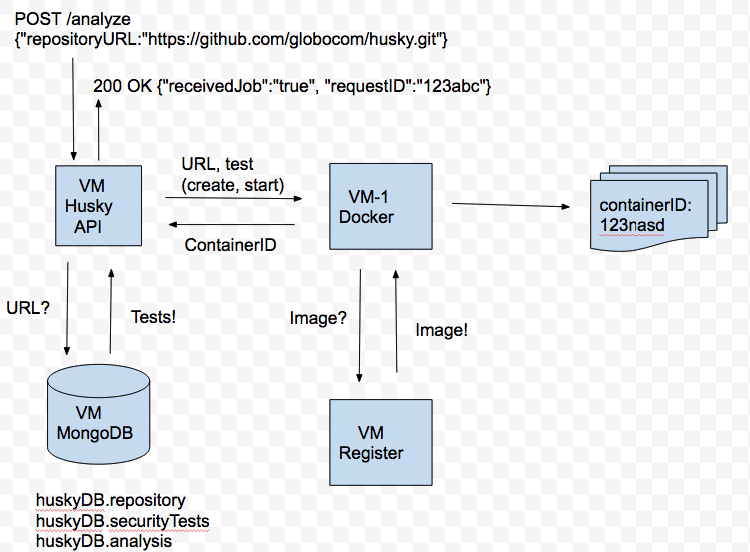 POST /analyze
{"repositoryURL:"https://github.com/globocom/husky.git"}
200 OK {"receivedJob":"true", "requestID":"123abc"}
VM
Husky
API
URL, test
(create, start)
ContainerID
VM-1
Docker
containerID:
123nasd
URL?
Tests!
Image?
Image!
VM
MongoDB
VM
Register
huskyDB.repository
huskyDB.securityTests
huskyDB.analysis